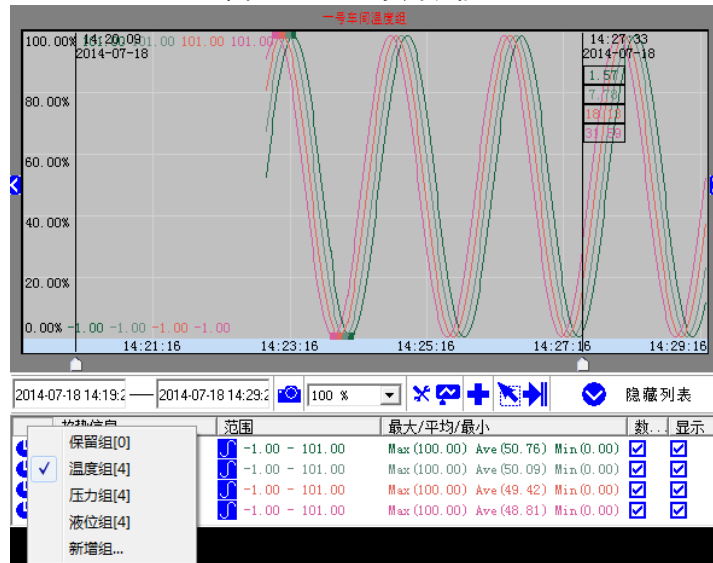 一号车间温度组
100.00% 101.00 101.00 101.00 101.00
14:20:09
2014-07-18
14:27:33
2014-07-18
1.57
7.78
18.13
31.59
80.00%
60.00%
40.00%
20.00%
0.00% -1.00 -1.00 -1.00 -1.00
14:21:16 14:23:16 14:25:16 14:27:16 14:29:16
2014-07-18 14:19:2 2014-07-18 14:29:2 100 % 隐藏列表
范围 最大/平均/最小 数... 显示
-1.00 - 101.00 Max(100.00) Ave(50.76) Min(0.00)
-1.00 - 101.00 Max(100.00) Ave(50.09) Min(0.00)
-1.00 - 101.00 Max(100.00) Ave(49.42) Min(0.00)
-1.00 - 101.00 Max(100.00) Ave(48.81) Min(0.00)
保留组[0]
温度组[4]
压力组[4]
液位组[4]
新增组...